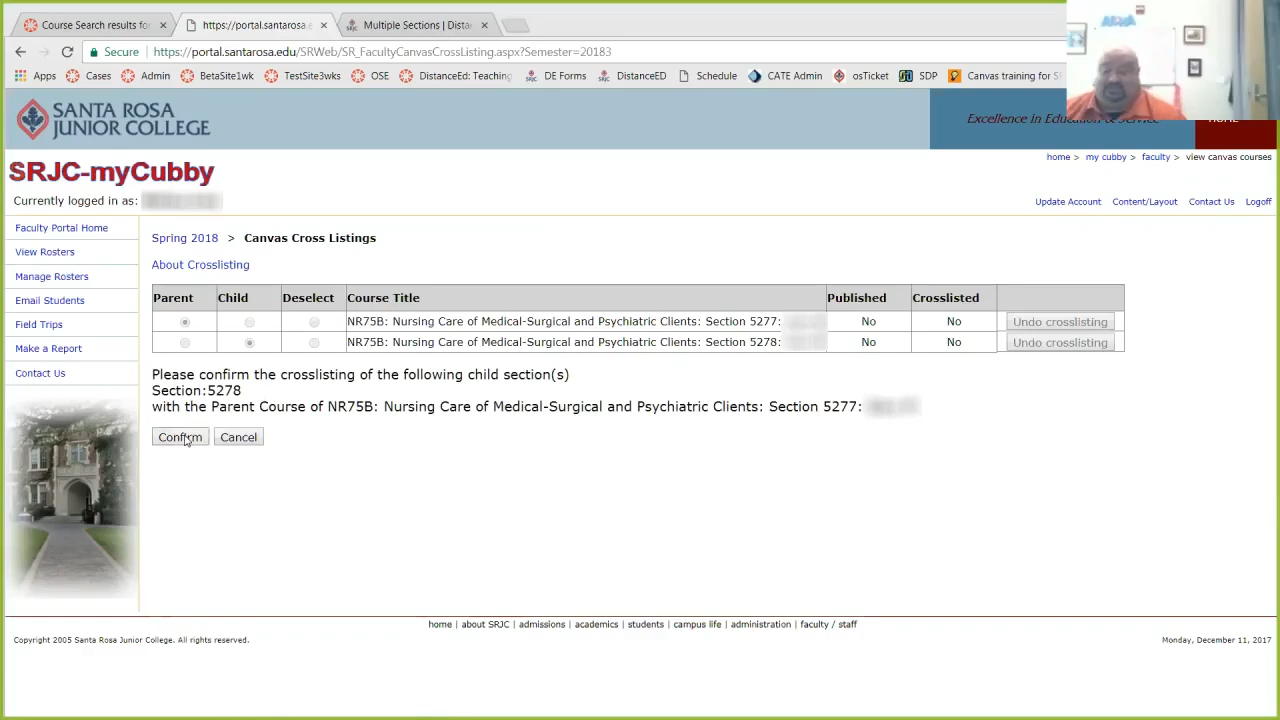 Course Search results for
https://portal.santarosa.e
Multiple Sections | Dista
Secure
https://portal.santarosa.edu/SRWeb/SR_FacultyCanvasCrossListing.aspx?Semester=20183
Apps Cases Admin BetaSite1wk TestSite3wks OSE DistanceEd: Teaching DE Forms DistanceED Schedule CATE Admin osTicket SDP Canvas training for S
SANTA ROSA
JUNIOR COLLEGE
Excellence in Education & Service
HOME
home > my cubby > faculty > view canvas courses
SRJC-myCubby
Currently logged in as:
Update Account Content/Layout Contact Us Logoff
Faculty Portal Home
View Rosters
Manage Rosters
Email Students
Field Trips
Make a Report
Contact Us
Spring 2018 > Canvas Cross Listings
About Crosslisting
Parent Child Deselect Course Title Published Crosslisted
NR75B: Nursing Care of Medical-Surgical and Psychiatric Clients: Section 5277: No No Undo crosslisting
NR75B: Nursing Care of Medical-Surgical and Psychiatric Clients: Section 5278: No No Undo crosslisting
Please confirm the crosslisting of the following child section(s)
Section:5278
with the Parent Course of NR75B: Nursing Care of Medical-Surgical and Psychiatric Clients: Section 5277:
Confirm Cancel
home | about SRJC | admissions | academics | students | campus life | administration | faculty / staff
Copyright 2005 Santa Rosa Junior College. All rights reserved.
Monday, December 11, 2017